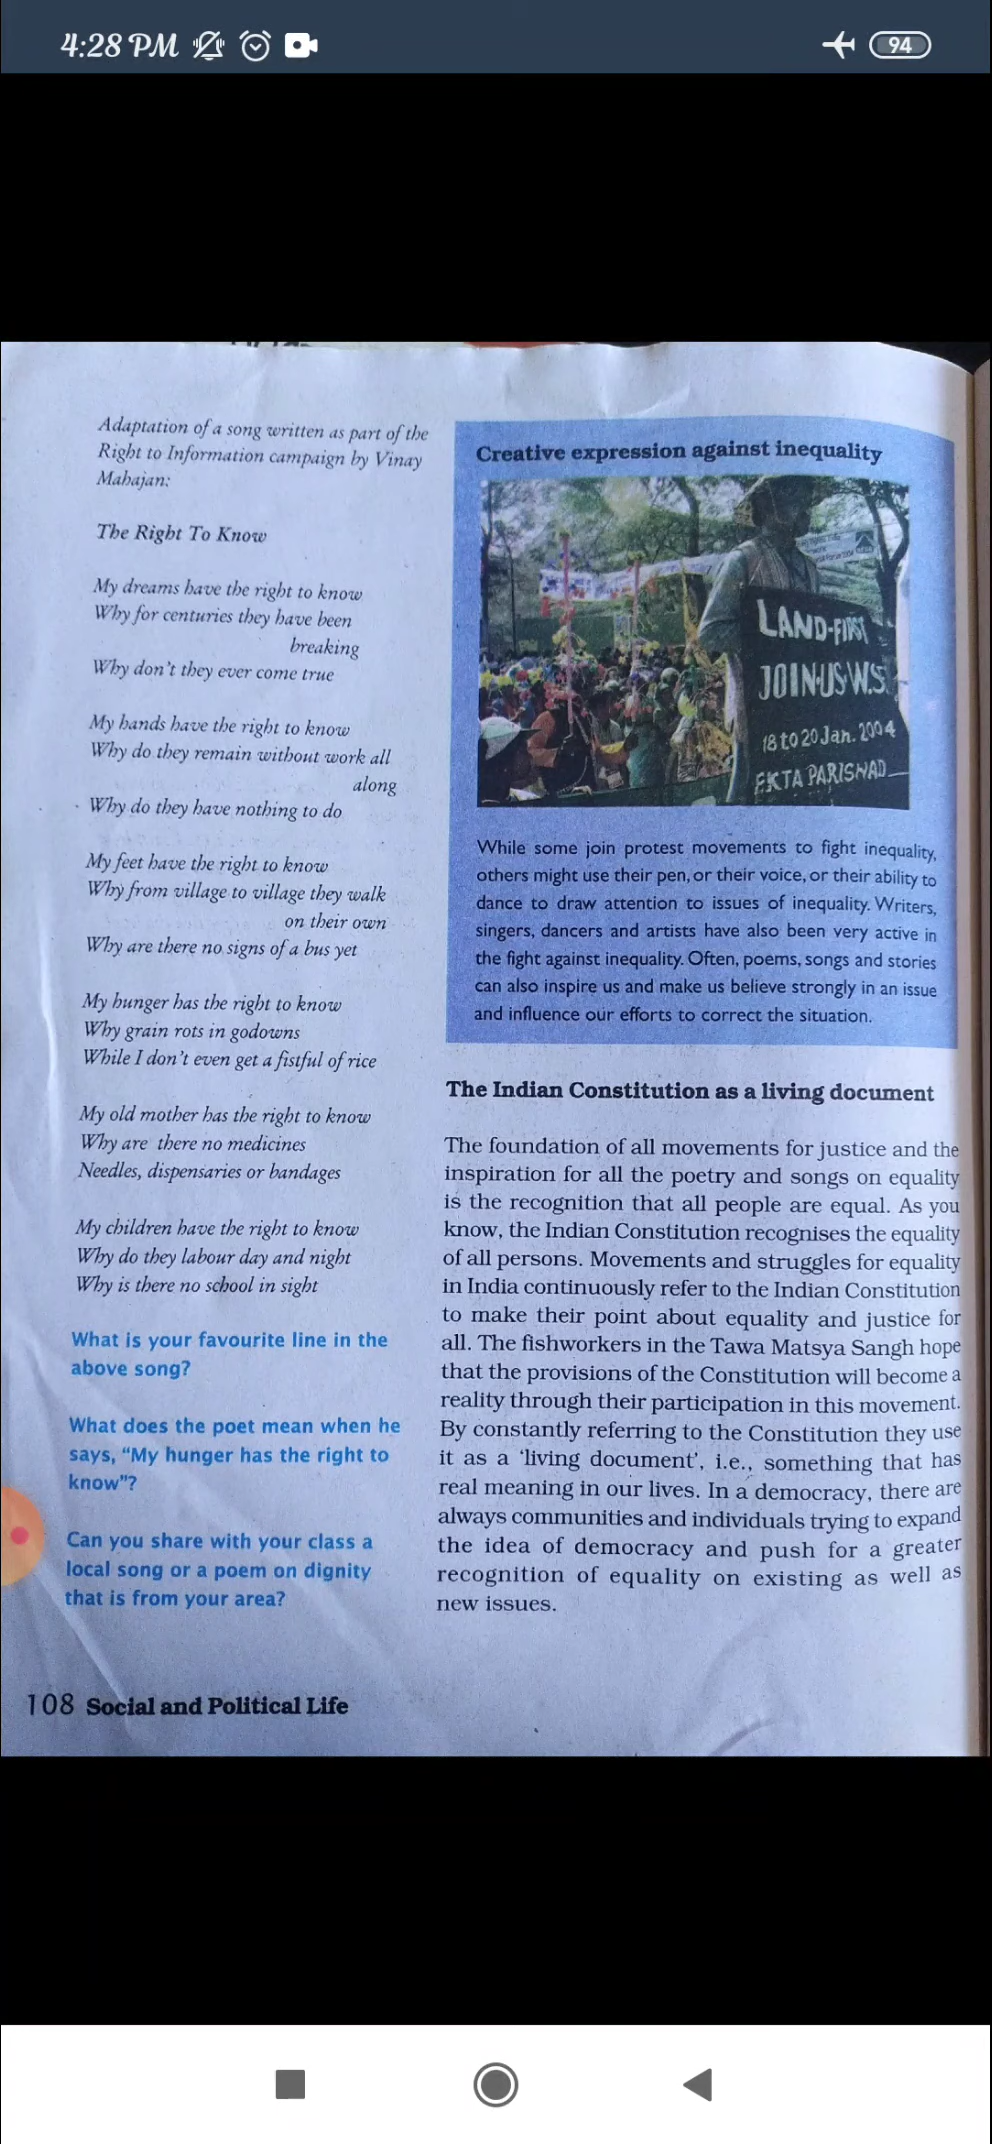 4:28 PM
94
Adaptation of a song written as part of the
Right to Information campaign by Vinay
Mahajan:
The Right To Know
My dreams have the right to know
Why for centuries they have been
breaking
Why don't they ever come true
My hands have the right to know
Why do they remain without work all
along
Why do they have nothing to do
My feet have the right to know
Why from village to village they walk
on their own
Why are there no signs of a bus yet
My hunger has the right to know
Why grain rots in godowns
While I don't even get a fistful of rice
My old mother has the right to know
Why are there no medicines
Needles, dispensaries or bandages
My children have the right to know
Why do they labour day and night
Why is there no school in sight
What is your favourite line in the
above song?
What does the poet mean when he
says, "My hunger has the right to
know"?
Can you share with your class a
local song or a poem on dignity
that is from your area?
Creative expression against inequality
LAND-FIRST
JOIN·US·W.S.
18 to 20 Jan. 2004
EKTA PARISHAD
While some join protest movements to fight inequality,
others might use their pen, or their voice, or their ability to
dance to draw attention to issues of inequality. Writers,
singers, dancers and artists have also been very active in
the fight against inequality. Often, poems, songs and stories
can also inspire us and make us believe strongly in an issue
and influence our efforts to correct the situation.
The Indian Constitution as a living document
The foundation of all movements for justice and the
inspiration for all the poetry and songs on equality
is the recognition that all people are equal. As you
know, the Indian Constitution recognises the equality
of all persons. Movements and struggles for equality
in India continuously refer to the Indian Constitution
to make their point about equality and justice for
all. The fishworkers in the Tawa Matsya Sangh hope
that the provisions of the Constitution will become a
reality through their participation in this movement.
By constantly referring to the Constitution they use
it as a 'living document', i.e., something that has
real meaning in our lives. In a democracy, there are
always communities and individuals trying to expand
the idea of democracy and push for a greater
recognition of equality on existing as well as
new issues.
108 Social and Political Life